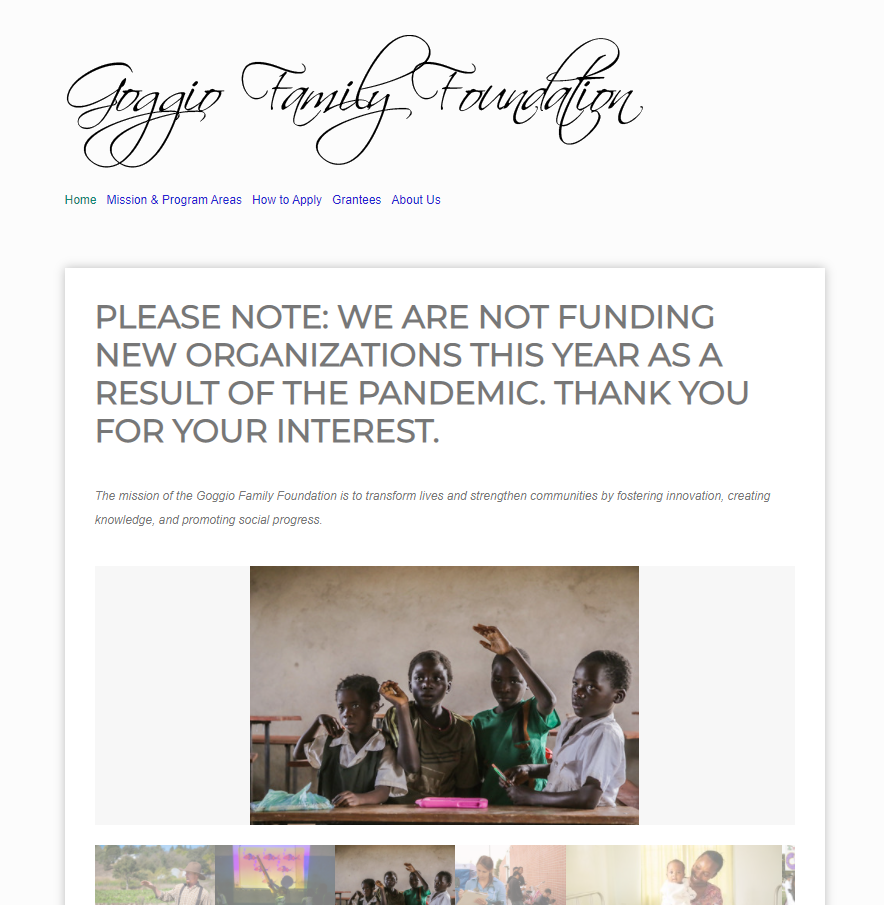 Goggio Family Foundation
Home Mission & Program Areas How to Apply Grantees About Us
PLEASE NOTE: WE ARE NOT FUNDING
NEW ORGANIZATIONS THIS YEAR AS A
RESULT OF THE PANDEMIC. THANK YOU
FOR YOUR INTEREST.
The mission of the Goggio Family Foundation is to transform lives and strengthen communities by fostering innovation, creating
knowledge, and promoting social progress.